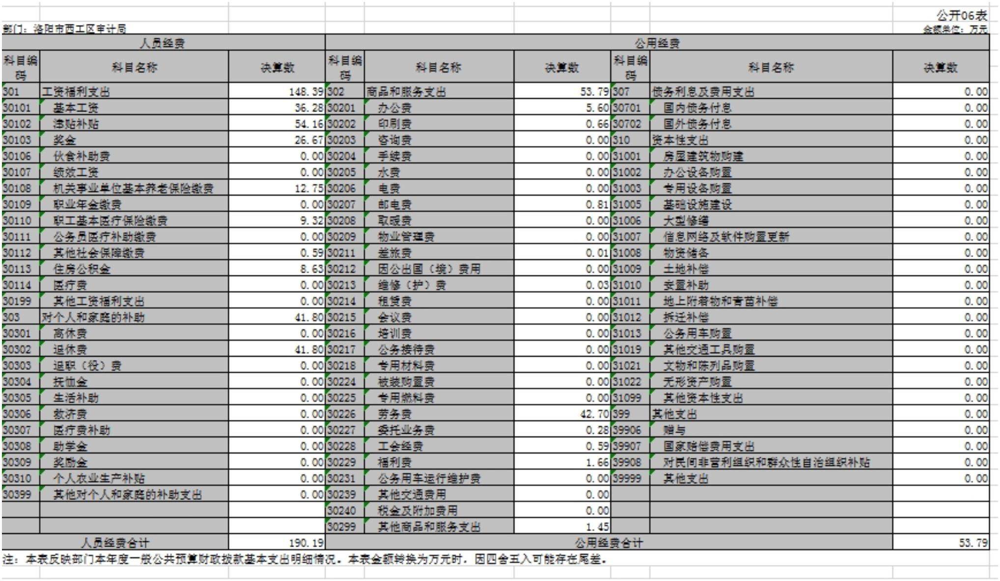 公开06表
部门：洛阳市西工区审计局 金额单位：万元
人员经费 公用经费
科目编码 科目名称 决算数 科目编码 科目名称 决算数 科目编码 科目名称 决算数
301 工资福利支出 148.39 302 商品和服务支出 53.79 307 债务利息及费用支出 0.00
30101 基本工资 36.28 30201 办公费 5.60 30701 国内债务付息 0.00
30102 津贴补贴 54.16 30202 印刷费 0.66 30702 国外债务付息 0.00
30103 奖金 26.67 30203 咨询费 0.00 310 资本性支出 0.00
30106 伙食补助费 0.00 30204 手续费 0.00 31001 房屋建筑物购建 0.00
30107 绩效工资 0.00 30205 水费 0.00 31002 办公设备购置 0.00
30108 机关事业单位基本养老保险缴费 12.75 30206 电费 0.00 31003 专用设备购置 0.00
30109 职业年金缴费 0.00 30207 邮电费 0.81 31005 基础设施建设 0.00
30110 职工基本医疗保险缴费 9.32 30208 取暖费 0.00 31006 大型修缮 0.00
30111 公务员医疗补助缴费 0.00 30209 物业管理费 0.00 31007 信息网络及软件购置更新 0.00
30112 其他社会保障缴费 0.59 30211 差旅费 0.01 31008 物资储备 0.00
30113 住房公积金 8.63 30212 因公出国（境）费用 0.00 31009 土地补偿 0.00
30114 医疗费 0.00 30213 维修（护）费 0.03 31010 安置补助 0.00
30199 其他工资福利支出 0.00 30214 租赁费 0.00 31011 地上附着物和青苗补偿 0.00
303 对个人和家庭的补助 41.80 30215 会议费 0.00 31012 拆迁补偿 0.00
30301 离休费 0.00 30216 培训费 0.00 31013 公务用车购置 0.00
30302 退休费 41.80 30217 公务接待费 0.00 31019 其他交通工具购置 0.00
30303 退职（役）费 0.00 30218 专用材料费 0.00 31021 文物和陈列品购置 0.00
30304 抚恤金 0.00 30224 被装购置费 0.00 31022 无形资产购置 0.00
30305 生活补助 0.00 30225 专用燃料费 0.00 31099 其他资本性支出 0.00
30306 救济费 0.00 30226 劳务费 42.70 399 其他支出 0.00
30307 医疗费补助 0.00 30227 委托业务费 0.28 39906 赠与 0.00
30308 助学金 0.00 30228 工会经费 0.59 39907 国家赔偿费用支出 0.00
30309 奖励金 0.00 30229 福利费 1.66 39908 对民间非营利组织和群众性自治组织补贴 0.00
30310 个人农业生产补贴 0.00 30231 公务用车运行维护费 0.00 39999 其他支出 0.00
30399 其他对个人和家庭的补助支出 0.00 30239 其他交通费用 0.00
30240 税金及附加费用 0.00
30299 其他商品和服务支出 1.45
人员经费合计 190.19 公用经费合计 53.79
注：本表反映部门本年度一般公共预算财政拨款基本支出明细情况。本表金额转换为万元时，因四舍五入可能存在尾差。